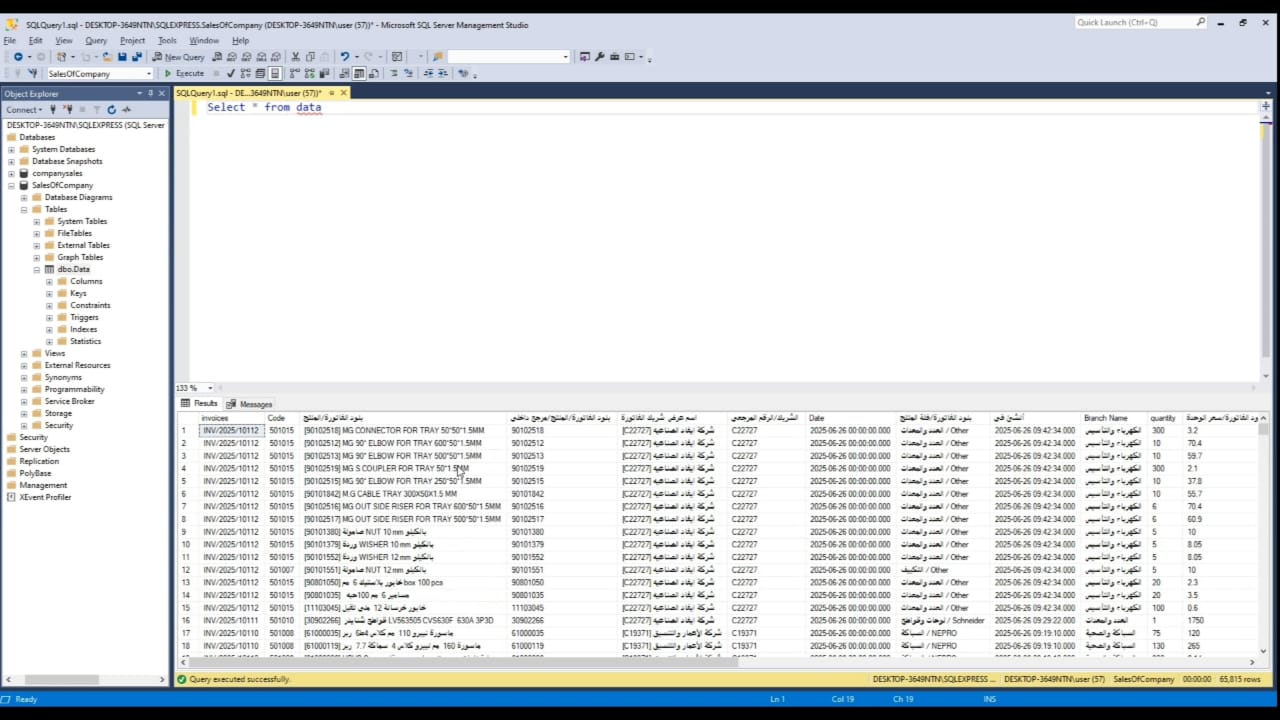 SQLQuery1.sql - DESKTOP-3649NTN\SQLEXPRESS.SalesOfCompany (DESKTOP-3649NTN\user (57))* - Microsoft SQL Server Management Studio
Quick Launch (Ctrl+Q)
File Edit View Query Project Tools Window Help
New Query
SalesOfCompany Execute
Object Explorer
SQLQuery1.sql - DE...3649NTN\user (57))*
Connect
Select * from data
DESKTOP-3649NTN\SQLEXPRESS (SQL Server
Databases
System Databases
Database Snapshots
companysales
SalesOfCompany
Database Diagrams
Tables
System Tables
FileTables
External Tables
Graph Tables
dbo.Data
Columns
Keys
Constraints
Triggers
Indexes
Statistics
Views
External Resources
Synonyms
Programmability
Service Broker
Storage
Security
Security
Server Objects
Replication
PolyBase
Management
XEvent Profiler
133 %
Results Messages
invoices Code بنود الفاتورة/المنتج بنود الفاتورة/المنتج/مرجع داخلي اسم عرض شريك الفاتورة الشريك/الرقم المرجعي Date بنود الفاتورة/فئة المنتج أنشئ في Branch Name quantity ود الفاتورة/سعر الوحدة
1 INV/2025/10112 501015 [90102518] MG CONNECTOR FOR TRAY 50*50*1.5MM 90102518 [C22727] شركة ايفاد الصناعيه C22727 2025-06-26 00:00:00.000 العدد والمعدات / Other 2025-06-26 09:42:34.000 الكهرباء والتأسيس 300 3.2
2 INV/2025/10112 501015 [90102512] MG 90° ELBOW FOR TRAY 600*50*1.5MM 90102512 [C22727] شركة ايفاد الصناعيه C22727 2025-06-26 00:00:00.000 العدد والمعدات / Other 2025-06-26 09:42:34.000 الكهرباء والتأسيس 10 70.4
3 INV/2025/10112 501015 [90102513] MG 90° ELBOW FOR TRAY 500*50*1.5MM 90102513 [C22727] شركة ايفاد الصناعيه C22727 2025-06-26 00:00:00.000 العدد والمعدات / Other 2025-06-26 09:42:34.000 الكهرباء والتأسيس 10 59.7
4 INV/2025/10112 501015 [90102519] MG S COUPLER FOR TRAY 50*1.5MM 90102519 [C22727] شركة ايفاد الصناعيه C22727 2025-06-26 00:00:00.000 العدد والمعدات / Other 2025-06-26 09:42:34.000 الكهرباء والتأسيس 300 2.1
5 INV/2025/10112 501015 [90102515] MG 90° ELBOW FOR TRAY 250*50*1.5MM 90102515 [C22727] شركة ايفاد الصناعيه C22727 2025-06-26 00:00:00.000 العدد والمعدات / Other 2025-06-26 09:42:34.000 الكهرباء والتأسيس 10 37.8
6 INV/2025/10112 501015 [90101842] M.G CABLE TRAY 300X50X1.5 MM 90101842 [C22727] شركة ايفاد الصناعيه C22727 2025-06-26 00:00:00.000 العدد والمعدات / Other 2025-06-26 09:42:34.000 الكهرباء والتأسيس 10 55.7
7 INV/2025/10112 501015 [90102516] MG OUT SIDE RISER FOR TRAY 600*50*1.5MM 90102516 [C22727] شركة ايفاد الصناعيه C22727 2025-06-26 00:00:00.000 العدد والمعدات / Other 2025-06-26 09:42:34.000 الكهرباء والتأسيس 6 70.4
8 INV/2025/10112 501015 [90102517] MG OUT SIDE RISER FOR TRAY 500*50*1.5MM 90102517 [C22727] شركة ايفاد الصناعيه C22727 2025-06-26 00:00:00.000 العدد والمعدات / Other 2025-06-26 09:42:34.000 الكهرباء والتأسيس 6 60.9
9 INV/2025/10112 501015 [90101380] صامولة NUT 10 mm بالكيلو 90101380 [C22727] شركة ايفاد الصناعيه C22727 2025-06-26 00:00:00.000 العدد والمعدات / Other 2025-06-26 09:42:34.000 الكهرباء والتأسيس 5 10
10 INV/2025/10112 501015 [90101379] وردة WISHER 10 mm بالكيلو 90101379 [C22727] شركة ايفاد الصناعيه C22727 2025-06-26 00:00:00.000 العدد والمعدات / Other 2025-06-26 09:42:34.000 الكهرباء والتأسيس 5 8.05
11 INV/2025/10112 501015 [90101552] وردة WISHER 12 mm بالكيلو 90101552 [C22727] شركة ايفاد الصناعيه C22727 2025-06-26 00:00:00.000 العدد والمعدات / Other 2025-06-26 09:42:34.000 الكهرباء والتأسيس 5 8.05
12 INV/2025/10112 501007 [90101551] صامولة NUT 12 mm بالكيلو 90101551 [C22727] شركة ايفاد الصناعيه C22727 2025-06-26 00:00:00.000 التكييف / Other 2025-06-26 09:42:34.000 الكهرباء والتأسيس 5 10
13 INV/2025/10112 501015 [90801050] خابور بلاستيك 6 مم box 100 pcs 90801050 [C22727] شركة ايفاد الصناعيه C22727 2025-06-26 00:00:00.000 العدد والمعدات / Other 2025-06-26 09:42:34.000 الكهرباء والتأسيس 20 2.3
14 INV/2025/10112 501015 [90801035] مسامير 6 مم 100حبه 90801035 [C22727] شركة ايفاد الصناعيه C22727 2025-06-26 00:00:00.000 العدد والمعدات / Other 2025-06-26 09:42:34.000 الكهرباء والتأسيس 20 3.5
15 INV/2025/10112 501015 [11103045] خابور خرسانة 12 ملي ثقيل 11103045 [C22727] شركة ايفاد الصناعيه C22727 2025-06-26 00:00:00.000 العدد والمعدات / Other 2025-06-26 09:42:34.000 الكهرباء والتأسيس 100 0.6
16 INV/2025/10111 501010 [30902266] قواطع شنايدر LV563505 CVS630F 630A 3P3D 30902266 [C22727] شركة ايفاد الصناعيه C22727 2025-06-26 00:00:00.000 لوحات وقواطع / Schneider 2025-06-26 09:29:22.000 العدد والمعدات 1 1750
17 INV/2025/10110 501008 [61000035] ماسورة نيبرو 110 مم كلاس 4 61000035 [C19371] شركة الأعمار والتنسيق C19371 2025-06-26 00:00:00.000 السباكة / NEPRO 2025-06-26 09:19:10.000 السباكة والصحية 75 120
18 INV/2025/10110 501008 [61000119] ماسورة 160 مم نيبرو كلاس 4 سماكة 7.7 61000119 [C19371] شركة الأعمار والتنسيق C19371 2025-06-26 00:00:00.000 السباكة / NEPRO 2025-06-26 09:19:10.000 السباكة والصحية 130 265
Query executed successfully. DESKTOP-3649NTN\SQLEXPRESS ... DESKTOP-3649NTN\user (57) SalesOfCompany 00:00:00 65,815 rows
Ready Ln 1 Col 19 Ch 19 INS